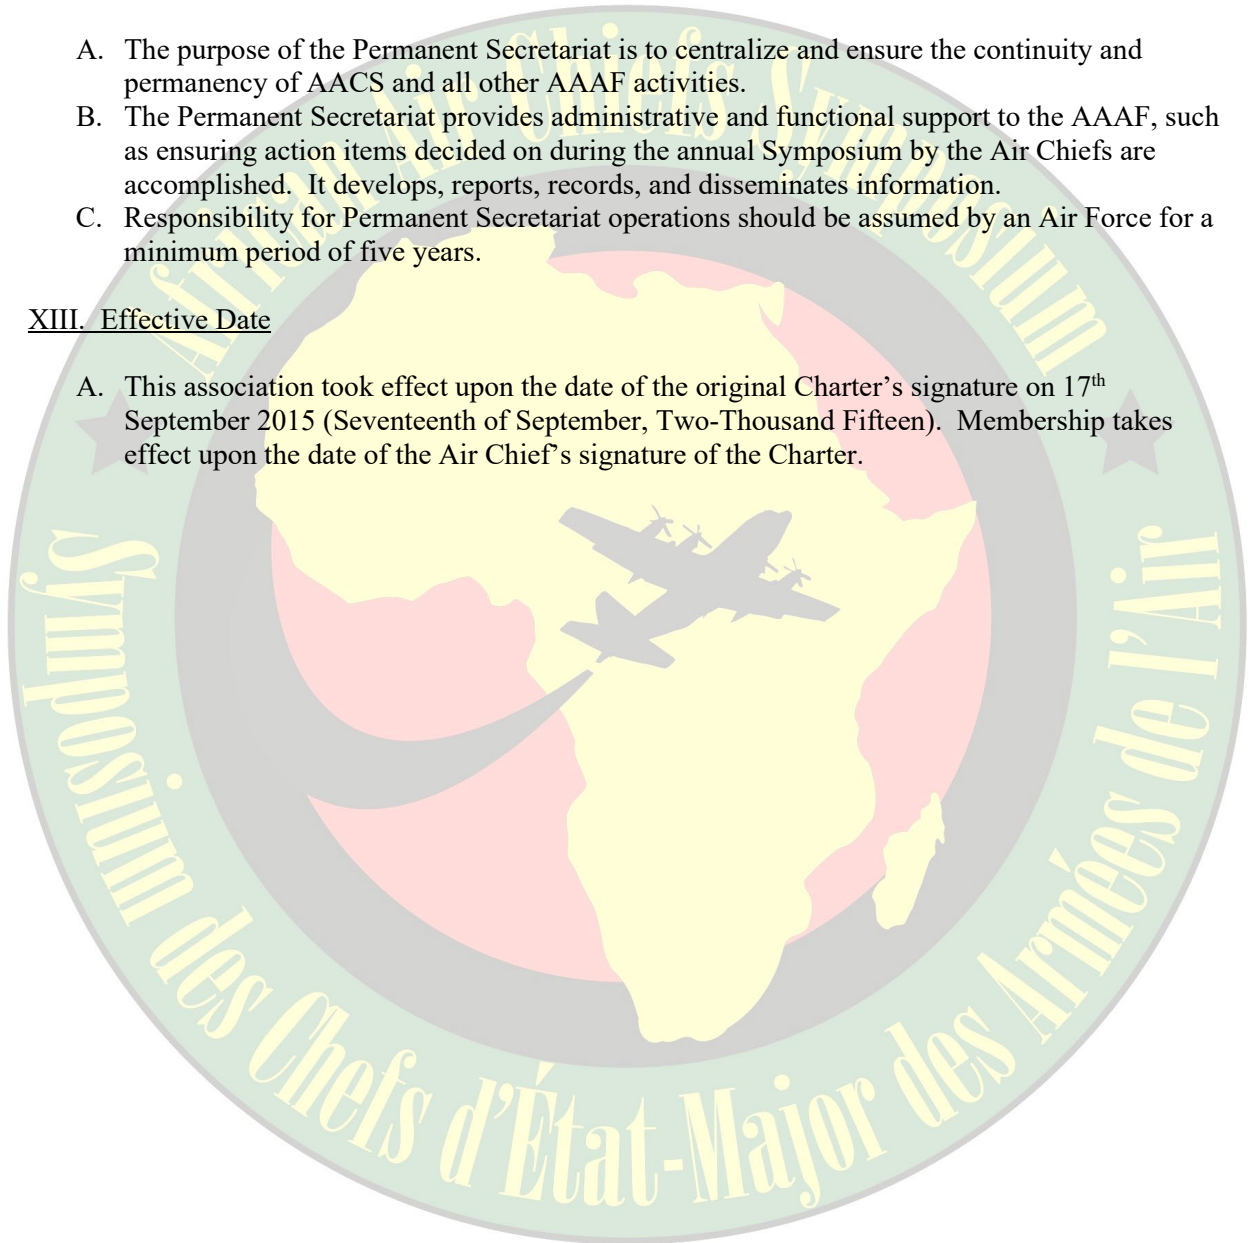 A. The purpose of the Permanent Secretariat is to centralize and ensure the continuity and
permanency of AACS and all other AAAF activities.
B. The Permanent Secretariat provides administrative and functional support to the AAAF, such
as ensuring action items decided on during the annual Symposium by the Air Chiefs are
accomplished.  It develops, reports, records, and disseminates information.
C. Responsibility for Permanent Secretariat operations should be assumed by an Air Force for a
minimum period of five years.
XIII.  Effective Date
A. This association took effect upon the date of the original Charter’s signature on 17th
September 2015 (Seventeenth of September, Two-Thousand Fifteen).  Membership takes
effect upon the date of the Air Chief’s signature of the Charter.
African Air Chiefs Symposium
Symposium des Chefs d'État-Major des Armées de l'Air